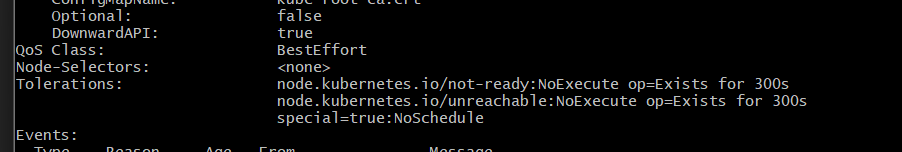 ConfigMapName: kube-root-ca.crt
Optional: false
DownwardAPI: true
QoS Class: BestEffort
Node-Selectors: <none>
Tolerations: node.kubernetes.io/not-ready:NoExecute op=Exists for 300s
node.kubernetes.io/unreachable:NoExecute op=Exists for 300s
special=true:NoSchedule
Events:
Type Reason Age From Message